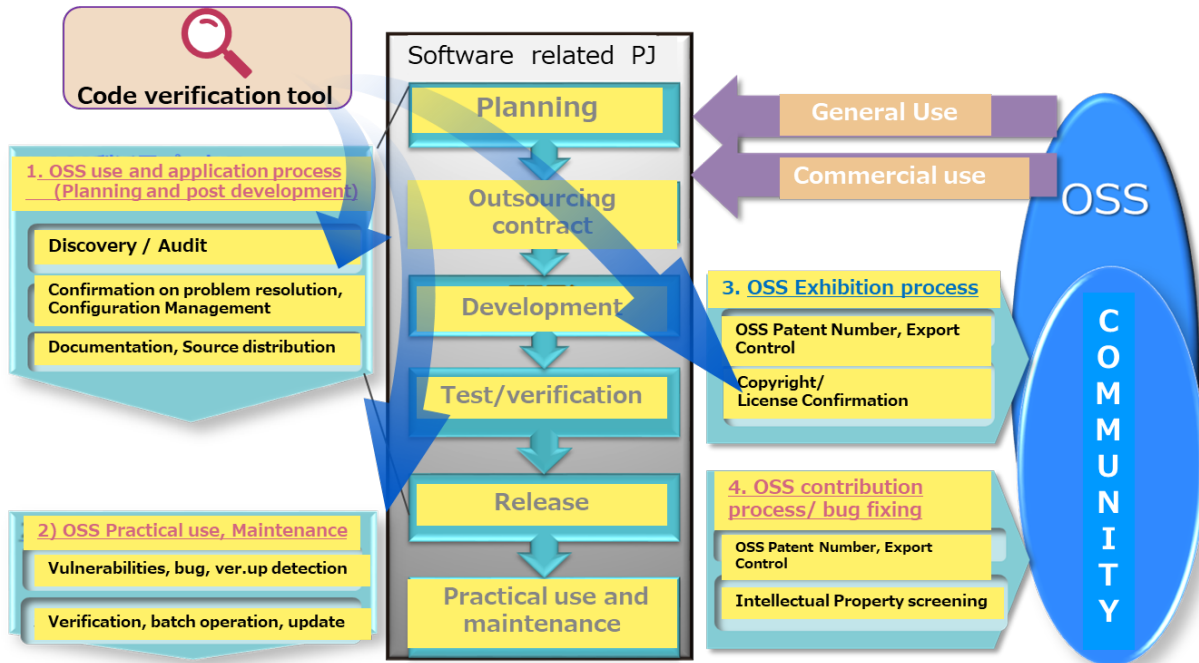 Code verification tool
Software related PJ
Planning
Outsourcing
contract
Development
Test/verification
Release
Practical use and
maintenance
General Use
Commercial use
OSS
COMMUNITY
1. OSS use and application process
(Planning and post development)
Discovery / Audit
Confirmation on problem resolution,
Configuration Management
Documentation, Source distribution
2) OSS Practical use, Maintenance
Vulnerabilities, bug, ver.up detection
Verification, batch operation, update
3. OSS Exhibition process
OSS Patent Number, Export
Control
Copyright/
License Confirmation
4. OSS contribution
process/ bug fixing
OSS Patent Number, Export
Control
Intellectual Property screening